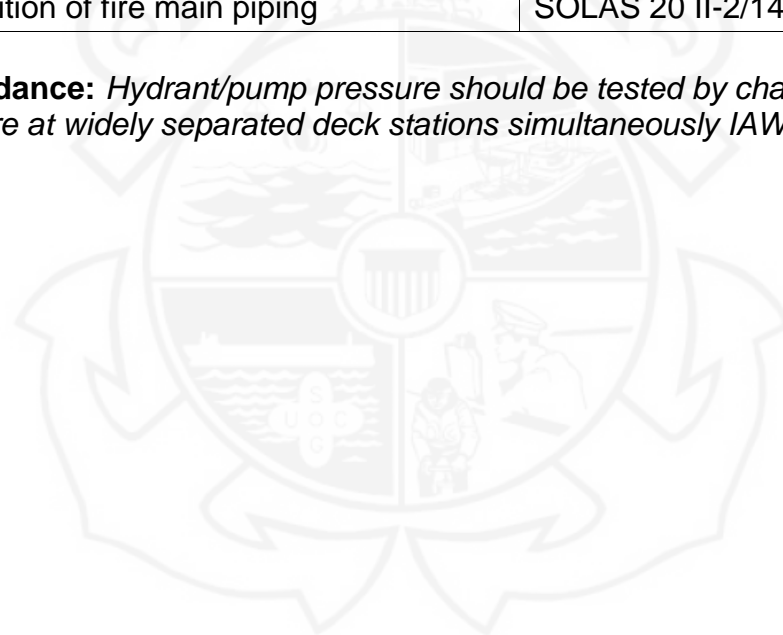 ition of fire main piping SOLAS 20 II-2/14
dance: Hydrant/pump pressure should be tested by cha
re at widely separated deck stations simultaneously IAW
S
U O C
G